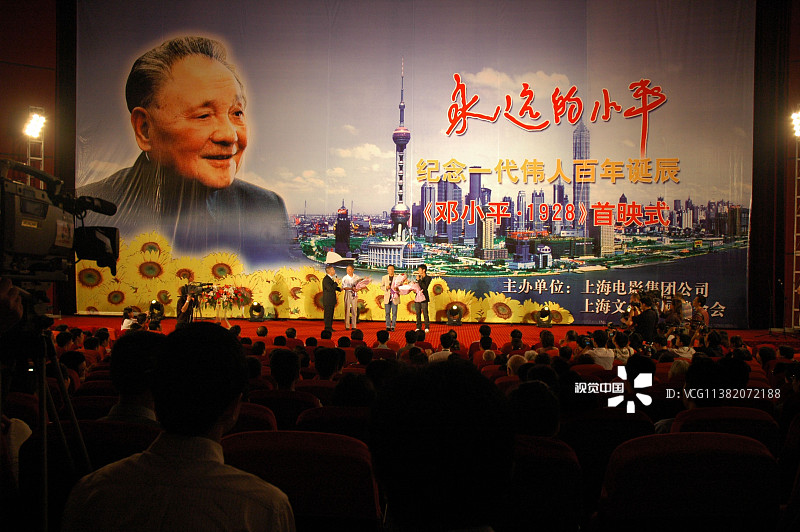 永远的小平
纪念一代伟人百年诞辰
《邓小平·1928》首映式
主办单位：上海电影集团公司
上海文
会
视觉中国
ID: VCG11382072188